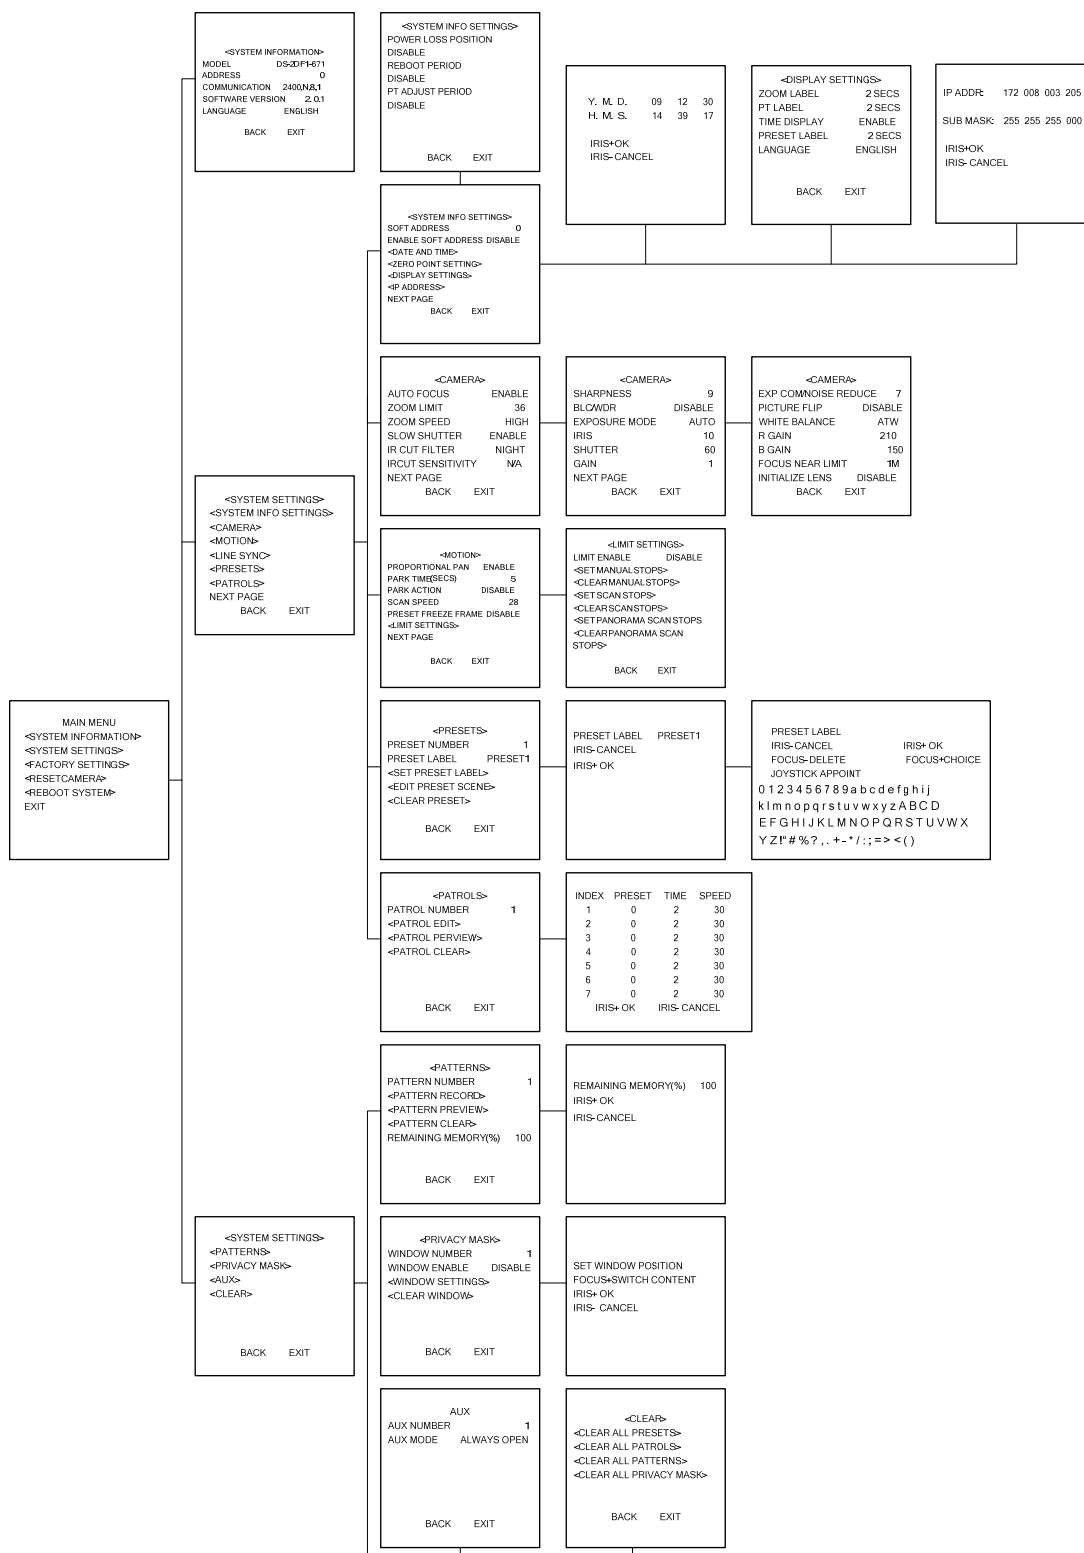 <SYSTEM INFORMATION>
MODEL DS-2DF1-671
ADDRESS 0
COMMUNICATION 2400,N,8,1
SOFTWARE VERSION 2.0.1
LANGUAGE ENGLISH
BACK EXIT
<SYSTEM INFO SETTINGS>
POWER LOSS POSITION
DISABLE
REBOOT PERIOD
DISABLE
PT ADJUST PERIOD
DISABLE
BACK EXIT
Y. M. D. 09 12 30
H. M. S. 14 39 17
IRIS+OK
IRIS-CANCEL
<DISPLAY SETTINGS>
ZOOM LABEL 2 SECS
PT LABEL 2 SECS
TIME DISPLAY ENABLE
PRESET LABEL 2 SECS
LANGUAGE ENGLISH
BACK EXIT
IP ADDR: 172 008 003 205
SUB MASK: 255 255 255 000
IRIS+OK
IRIS-CANCEL
<SYSTEM INFO SETTINGS>
SOFT ADDRESS 0
ENABLE SOFT ADDRESS DISABLE
<DATE AND TIME>
<ZERO POINT SETTING>
<DISPLAY SETTINGS>
<IP ADDRESS>
NEXT PAGE
BACK EXIT
<CAMERA>
AUTO FOCUS ENABLE
ZOOM LIMIT 36
ZOOM SPEED HIGH
SLOW SHUTTER ENABLE
IR CUT FILTER NIGHT
IRCUT SENSITIVITY N/A
NEXT PAGE
BACK EXIT
<CAMERA>
SHARPNESS 9
BLC/WDR DISABLE
EXPOSURE MODE AUTO
IRIS 10
SHUTTER 60
GAIN 1
NEXT PAGE
BACK EXIT
<CAMERA>
EXP COM/NOISE REDUCE 7
PICTURE FLIP DISABLE
WHITE BALANCE ATW
R GAIN 210
B GAIN 150
FOCUS NEAR LIMIT 1M
INITIALIZE LENS DISABLE
BACK EXIT
<SYSTEM SETTINGS>
<SYSTEM INFO SETTINGS>
<CAMERA>
<MOTION>
<LINE SYNC>
<PRESETS>
<PATROLS>
NEXT PAGE
BACK EXIT
<MOTION>
PROPORTIONAL PAN ENABLE
PARK TIME(SECS) 5
PARK ACTION DISABLE
SCAN SPEED 28
PRESET FREEZE FRAME DISABLE
<LIMIT SETTINGS>
NEXT PAGE
BACK EXIT
<LIMIT SETTINGS>
LIMIT ENABLE DISABLE
<SET MANUAL STOPS>
<CLEAR MANUAL STOPS>
<SET SCAN STOPS>
<CLEAR SCAN STOPS>
<SET PANORAMA SCAN STOPS
<CLEAR PANORAMA SCAN
STOPS>
BACK EXIT
MAIN MENU
<SYSTEM INFORMATION>
<SYSTEM SETTINGS>
<FACTORY SETTINGS>
<RESETCAMERA>
<REBOOT SYSTEM>
EXIT
<PRESETS>
PRESET NUMBER 1
PRESET LABEL PRESET1
<SET PRESET LABEL>
<EDIT PRESET SCENE>
<CLEAR PRESET>
BACK EXIT
PRESET LABEL PRESET1
IRIS-CANCEL
IRIS+ OK
PRESET LABEL
IRIS-CANCEL IRIS+ OK
FOCUS-DELETE FOCUS+CHOICE
JOYSTICK APPOINT
0 1 2 3 4 5 6 7 8 9 a b c d e f g h i j
k l m n o p q r s t u v w x y z A B C D
E F G H I J K L M N O P Q R S T U V W X
Y Z ! " # % ? , . + - * / : ; = > < ( )
<PATROLS>
PATROL NUMBER 1
<PATROL EDIT>
<PATROL PERVIEW>
<PATROL CLEAR>
BACK EXIT
INDEX PRESET TIME SPEED
1 0 2 30
2 0 2 30
3 0 2 30
4 0 2 30
5 0 2 30
6 0 2 30
7 0 2 30
IRIS+ OK IRIS- CANCEL
<PATTERNS>
PATTERN NUMBER 1
<PATTERN RECORD>
<PATTERN PREVIEW>
<PATTERN CLEAR>
REMAINING MEMORY(%) 100
BACK EXIT
REMAINING MEMORY(%) 100
IRIS+ OK
IRIS-CANCEL
<SYSTEM SETTINGS>
<PATTERNS>
<PRIVACY MASK>
<AUX>
<CLEAR>
BACK EXIT
<PRIVACY MASK>
WINDOW NUMBER 1
WINDOW ENABLE DISABLE
<WINDOW SETTINGS>
<CLEAR WINDOW>
BACK EXIT
SET WINDOW POSITION
FOCUS+SWITCH CONTENT
IRIS+ OK
IRIS- CANCEL
AUX
AUX NUMBER 1
AUX MODE ALWAYS OPEN
BACK EXIT
<CLEAR>
<CLEAR ALL PRESETS>
<CLEAR ALL PATROLS>
<CLEAR ALL PATTERNS>
<CLEAR ALL PRIVACY MASK>
BACK EXIT